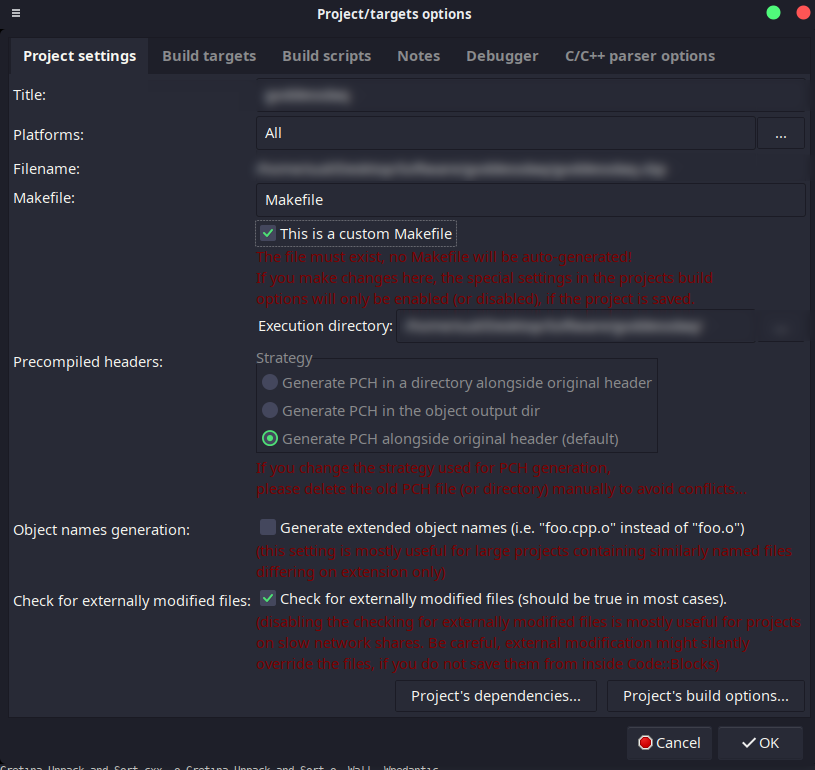 Project/targets options
Project settings Build targets Build scripts Notes Debugger C/C++ parser options
Title:
Platforms: All ...
Filename:
Makefile: Makefile
This is a custom Makefile
The file must exist, no Makefile will be auto-generated!
If you make changes here, the special settings in the projects build
options will only be enabled (or disabled), if the project is saved.
Execution directory:
Precompiled headers: Strategy
Generate PCH in a directory alongside original header
Generate PCH in the object output dir
Generate PCH alongside original header (default)
If you change the strategy used for PCH generation,
please delete the old PCH file (or directory) manually to avoid conflicts...
Object names generation: Generate extended object names (i.e. "foo.cpp.o" instead of "foo.o")
(this setting is mostly useful for large projects containing similarly named files
differing on extension only)
Check for externally modified files: Check for externally modified files (should be true in most cases).
(disabling the checking for externally modified files is mostly useful for projects
on slow network shares. Be careful, external modification might silently
override the files, if you do not save them from inside Code::Blocks)
Project's dependencies... Project's build options...
Cancel OK